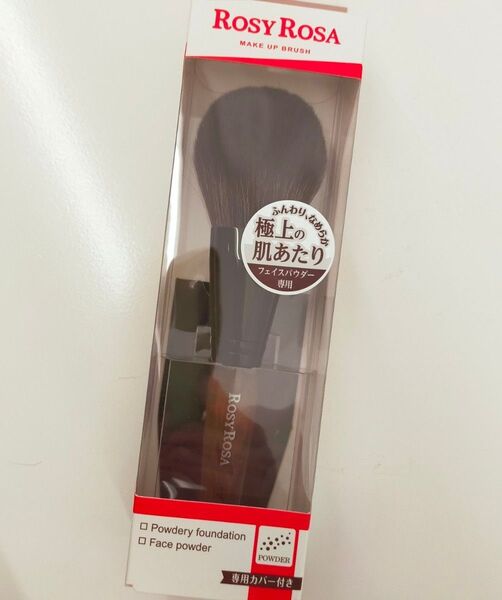 ROSY ROSA
MAKE UP BRUSH
ふんわり、なめらか
極上の
肌あたり
フェイスパウダー
専用
ROSY ROSA
□ Powdery foundation
□ Face powder
POWDER
専用カバー付き